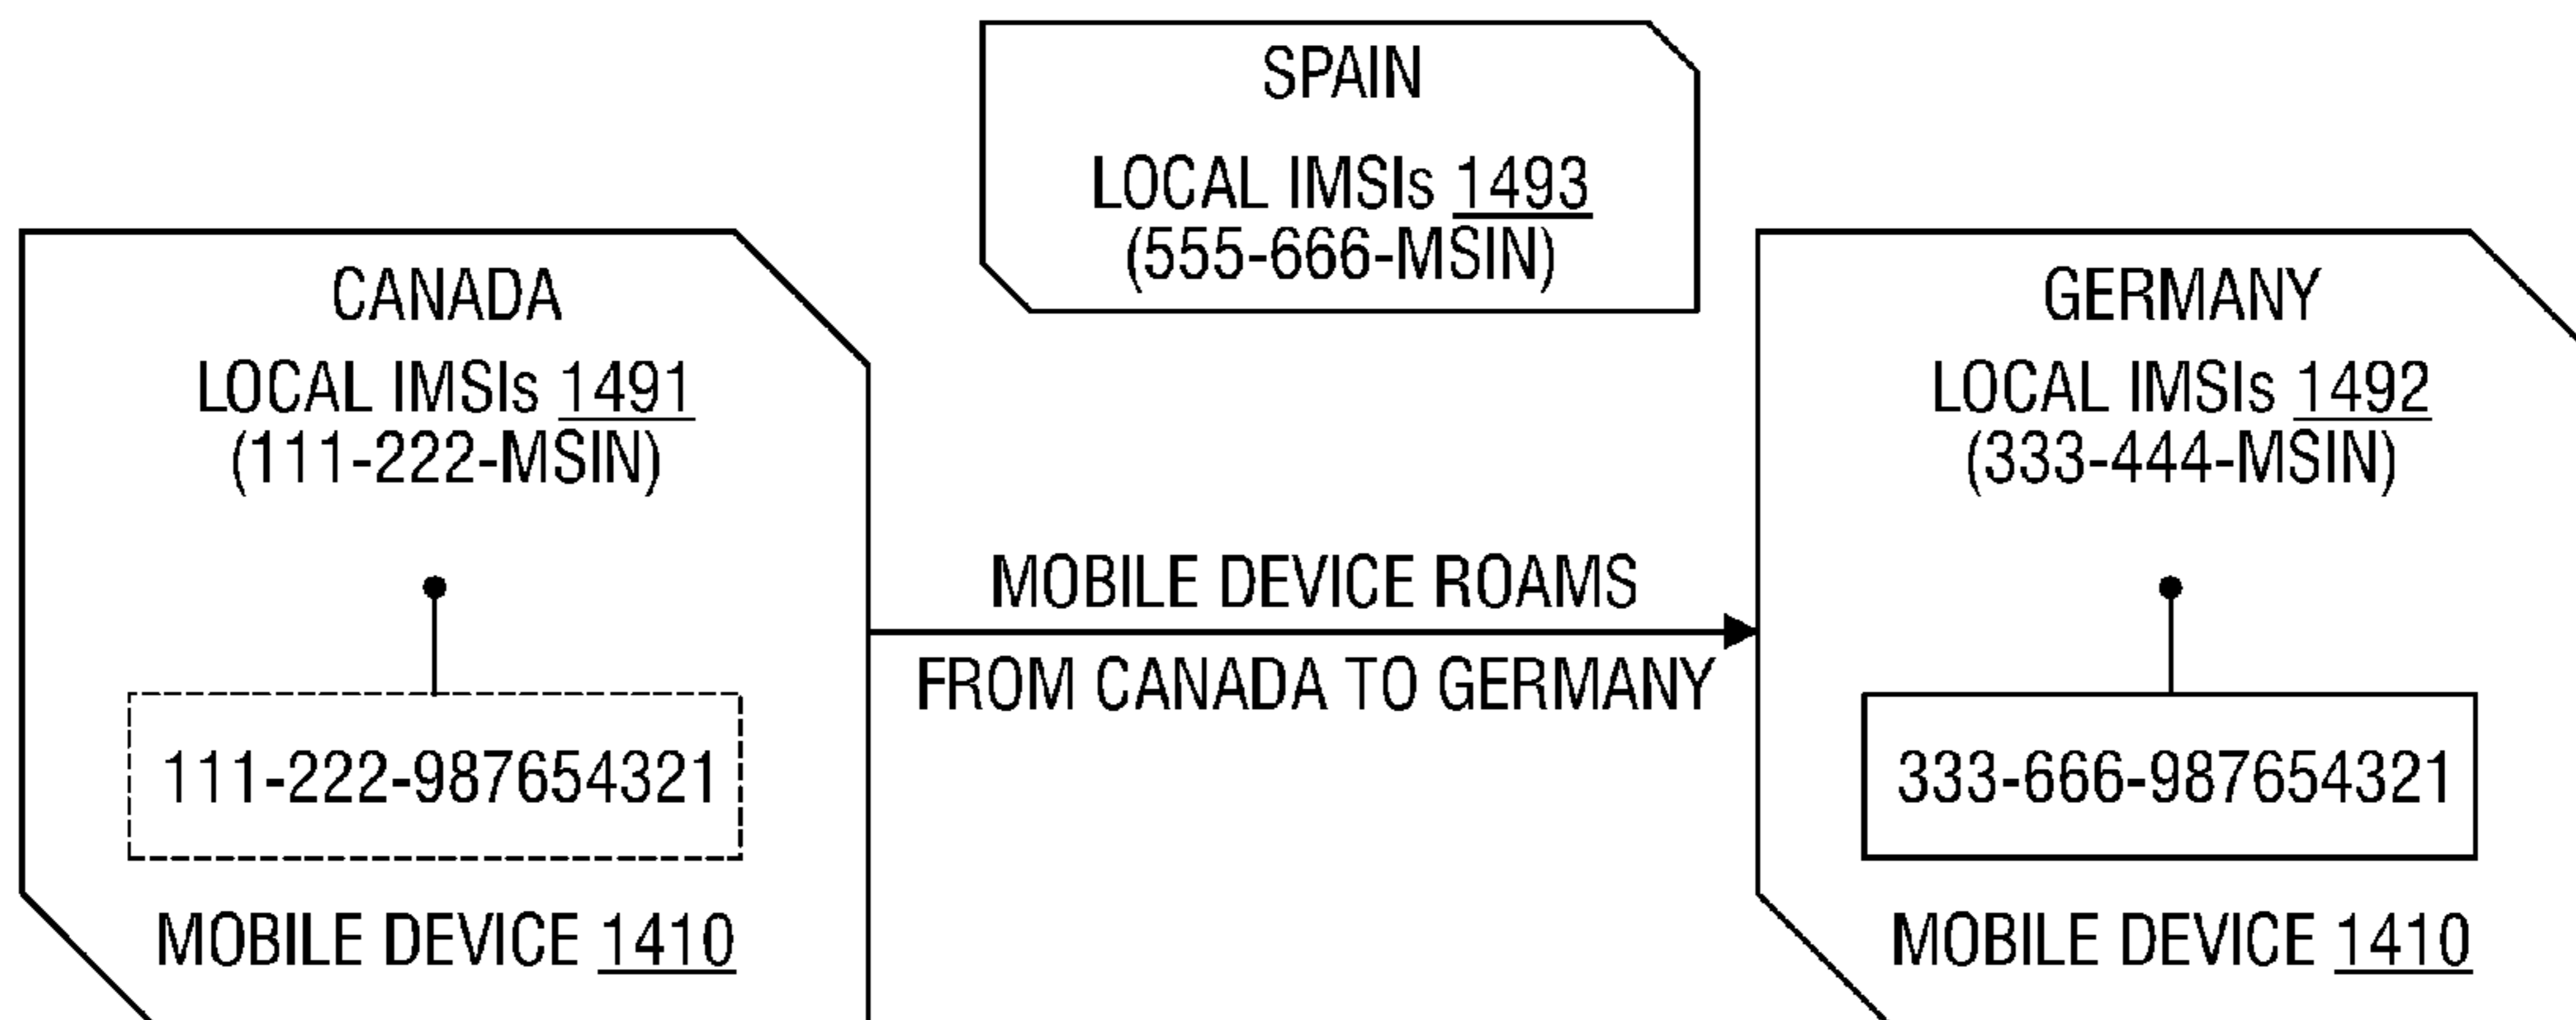 SPAIN
LOCAL IMSIs 1493
(555-666-MSIN)
CANADA
LOCAL IMSIs 1491
(111-222-MSIN)
111-222-987654321
MOBILE DEVICE 1410
MOBILE DEVICE ROAMS
FROM CANADA TO GERMANY
GERMANY
LOCAL IMSIs 1492
(333-444-MSIN)
333-666-987654321
MOBILE DEVICE 1410